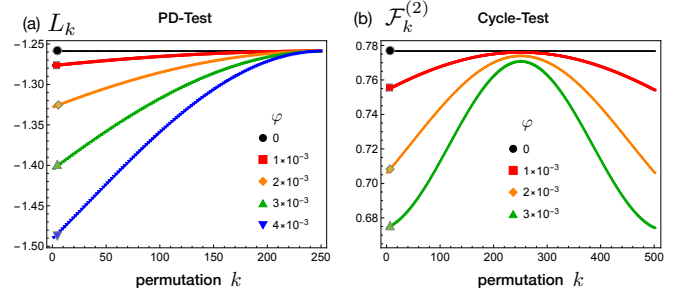 (a) L_k PD-Test
−1.25
−1.30
−1.35
−1.40
−1.45
−1.50
φ
0
1×10⁻³
2×10⁻³
3×10⁻³
4×10⁻³
0 50 100 150 200 250
permutation k
(b) ℱ_k^(2) Cycle-Test
0.78
0.76
0.74
0.72
0.70
0.68
φ
0
1×10⁻³
2×10⁻³
3×10⁻³
0 100 200 300 400 500
permutation k